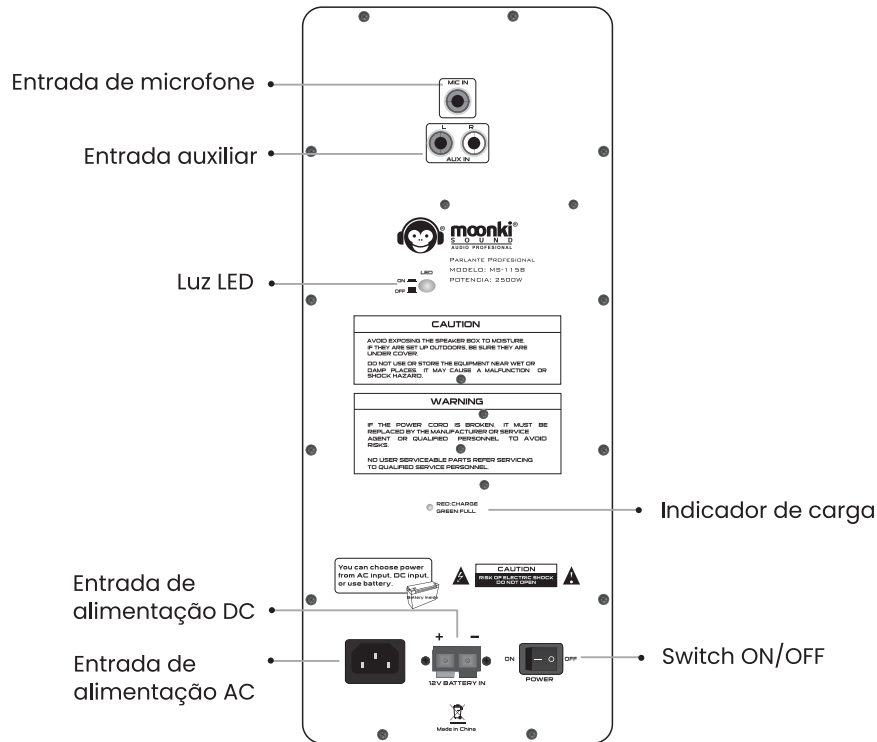 Entrada de microfone
MIC IN
Entrada auxiliar
L R
AUX IN
moonki®
SOUND
AUDIO PROFESIONAL
PARLANTE PROFESIONAL
MODELO: MS-115B
POTENCIA: 2500W
Luz LED
LED
ON
OFF
CAUTION
AVOID EXPOSING THE SPEAKER BOX TO MOISTURE.
IF THEY ARE SET UP OUTDOORS, BE SURE THEY ARE
UNDER COVER.
DO NOT USE OR STORE THE EQUIPMENT NEAR WET OR
DAMP PLACES. IT MAY CAUSE A MALFUNCTION OR
SHOCK HAZARD.
WARNING
IF THE POWER CORD IS BROKEN, IT MUST BE
REPLACED BY THE MANUFACTURER OR SERVICE
AGENT OR QUALIFIED PERSONNEL TO AVOID
RISKS.
NO USER SERVICEABLE PARTS REFER SERVICING
TO QUALIFIED SERVICE PERSONNEL.
RED:CHARGE
GREEN:FULL
Indicador de carga
You can choose power
from AC input, DC input,
or use battery.
Battery Inside
CAUTION
RISK OF ELECTRIC SHOCK
DO NOT OPEN
Entrada de
alimentação DC
+ −
12V BATTERY IN
Entrada de
alimentação AC
ON OFF
POWER
Switch ON/OFF
Made in China